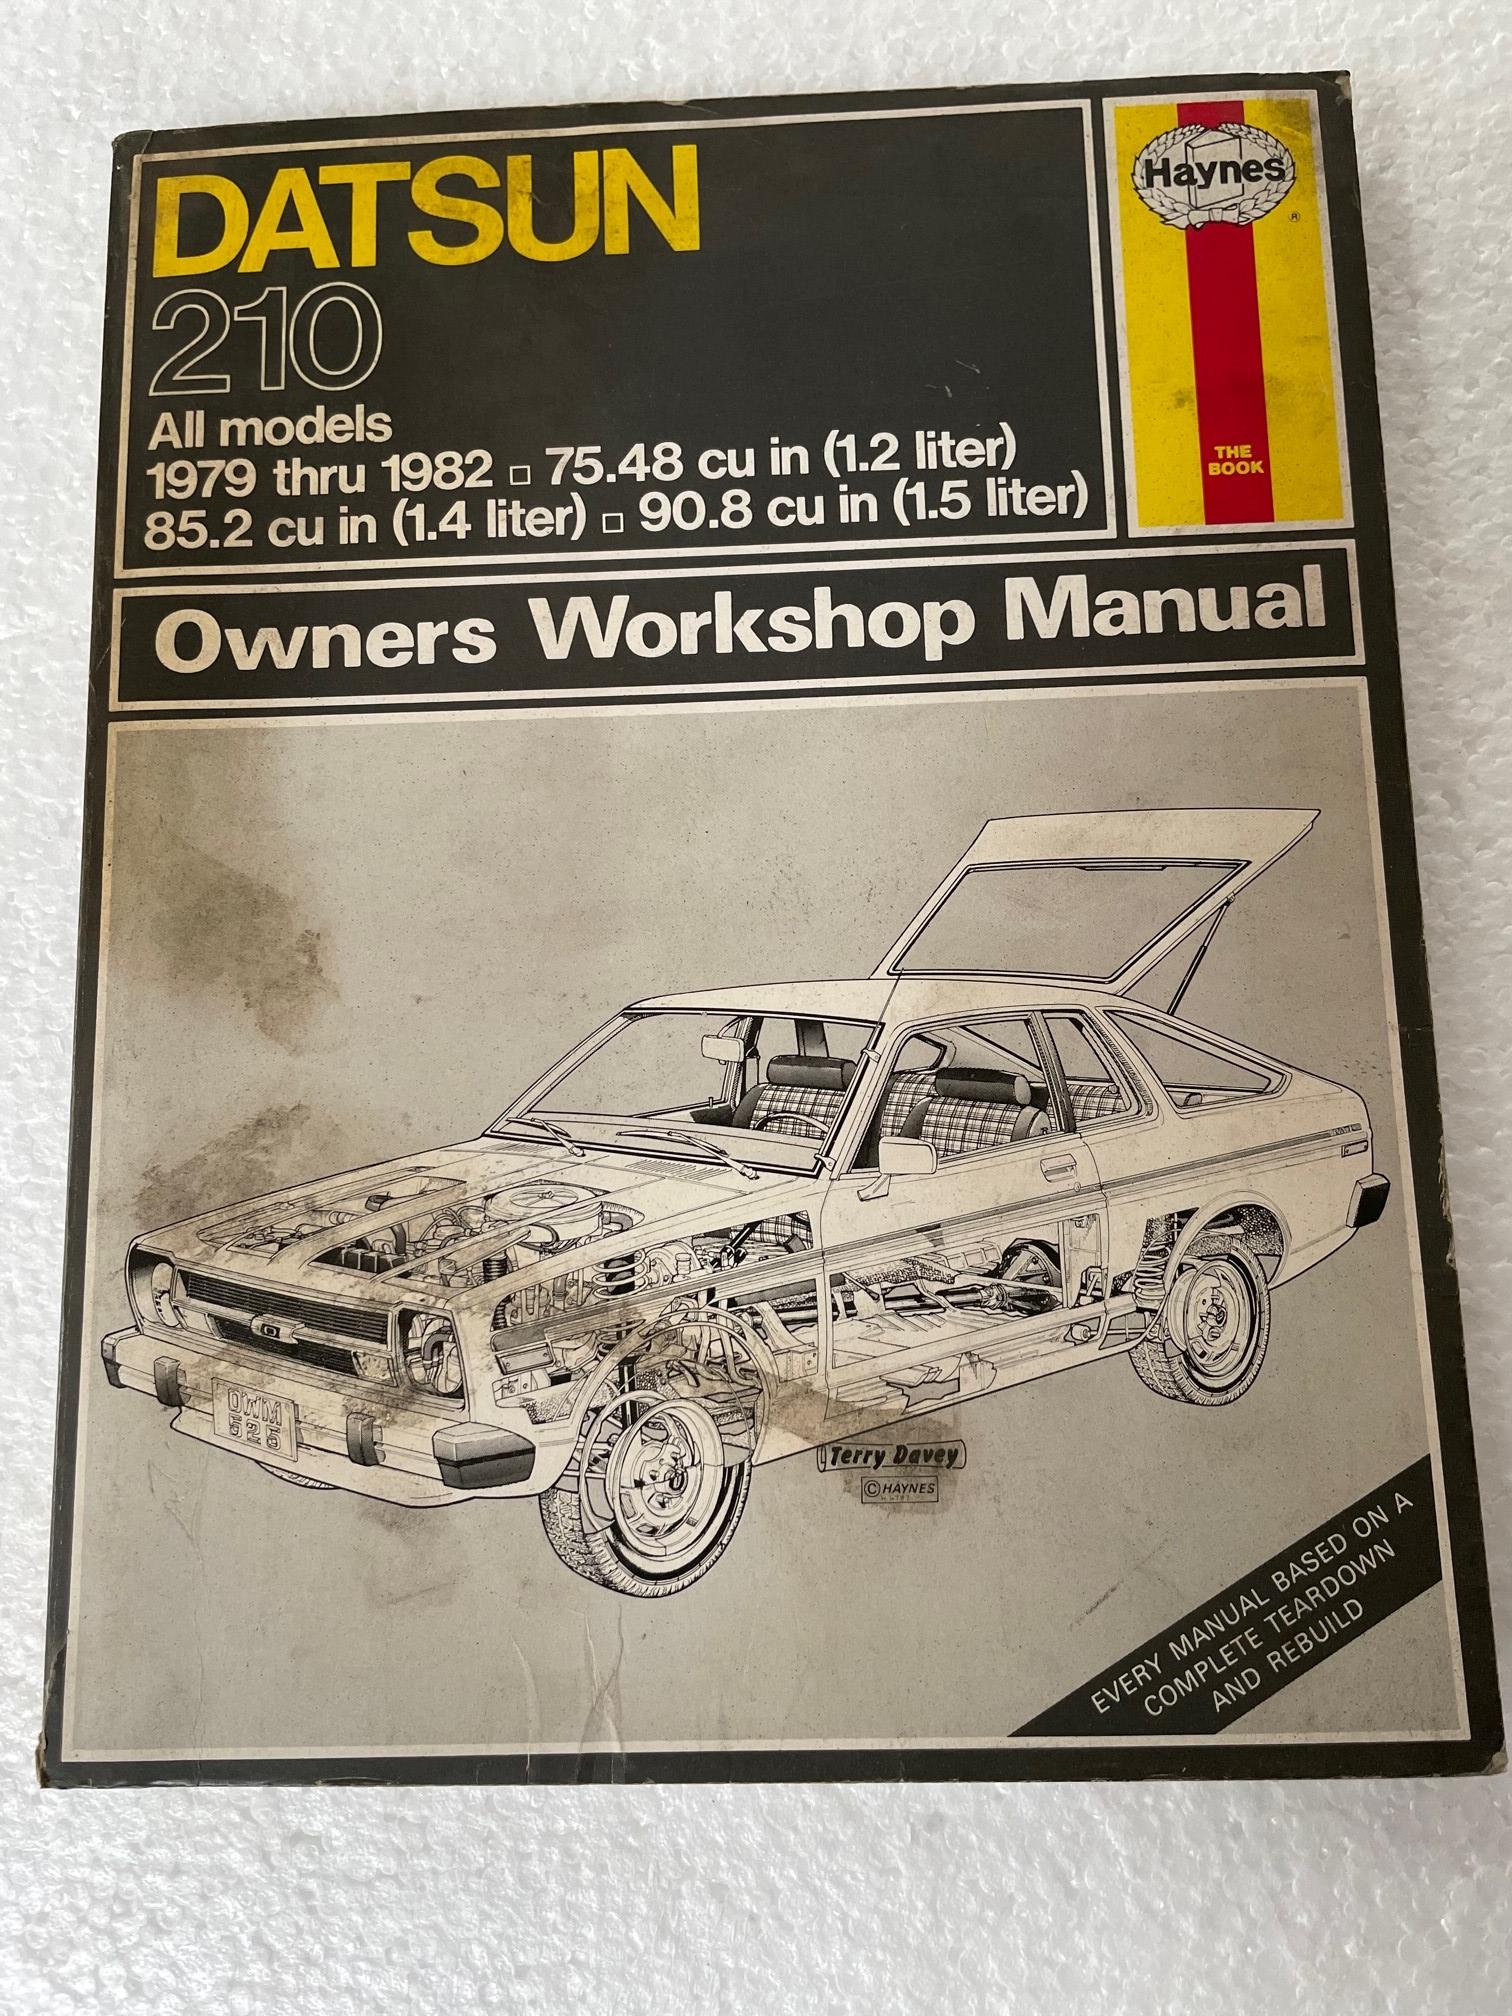 DATSUN
210
All models
1979 thru 1982 □ 75.48 cu in (1.2 liter)
85.2 cu in (1.4 liter) □ 90.8 cu in (1.5 liter)
Haynes
®
THE
BOOK
Owners Workshop Manual
OWM
525
Terry Davey
© HAYNES
EVERY MANUAL BASED ON A
COMPLETE TEARDOWN
AND REBUILD